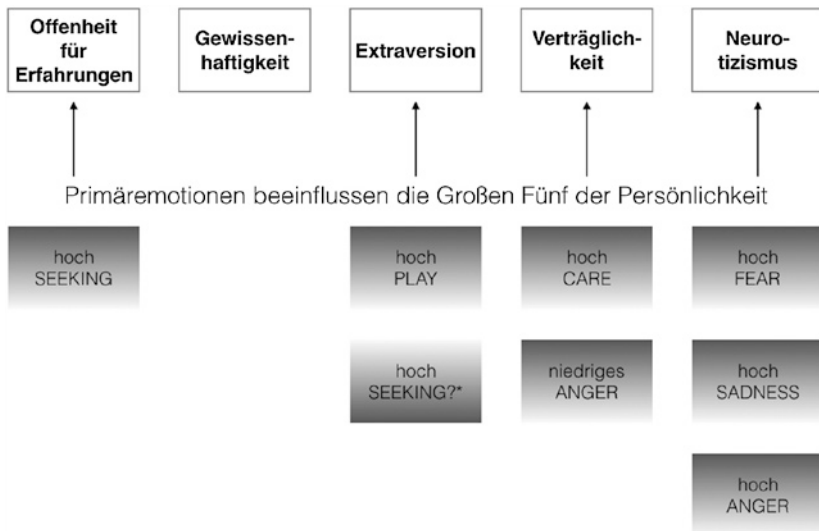 Offenheit
für
Erfahrungen
Gewissen-
haftigkeit
Extraversion
Verträglich-
keit
Neuro-
tizismus
Primäremotionen beeinflussen die Großen Fünf der Persönlichkeit
hoch
SEEKING
hoch
PLAY
hoch
CARE
hoch
FEAR
hoch
SEEKING?*
niedriges
ANGER
hoch
SADNESS
hoch
ANGER